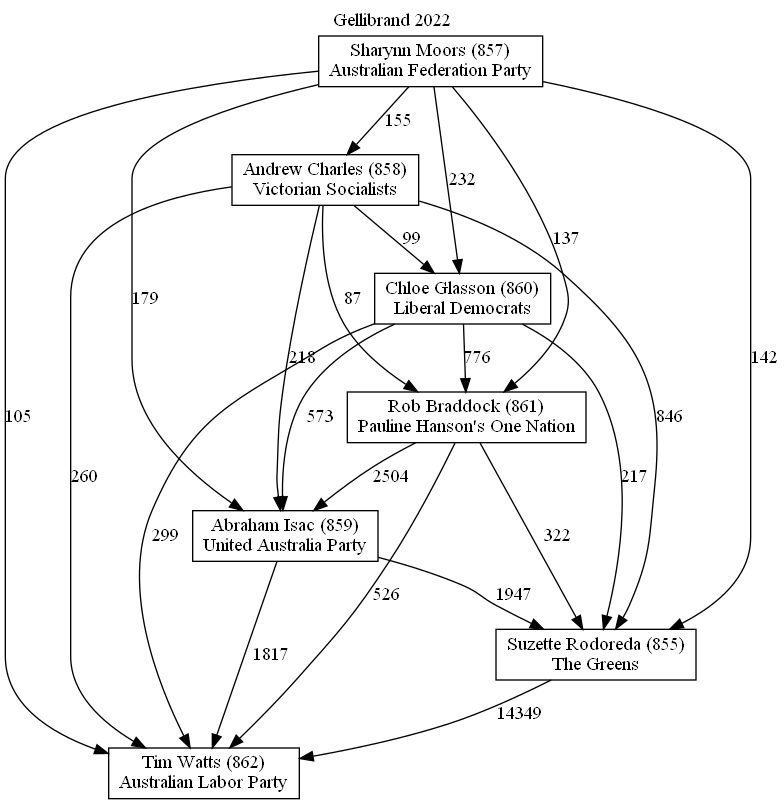 Gellibrand 2022
Sharynn Moors (857)
Australian Federation Party
155
Andrew Charles (858)
Victorian Socialists
232
99
137
Chloe Glasson (860)
Liberal Democrats
179
87
218
776
142
Rob Braddock (861)
Pauline Hanson's One Nation
105
573
846
260
2504
217
Abraham Isac (859)
United Australia Party
299
322
526
1947
1817
Suzette Rodoreda (855)
The Greens
14349
Tim Watts (862)
Australian Labor Party